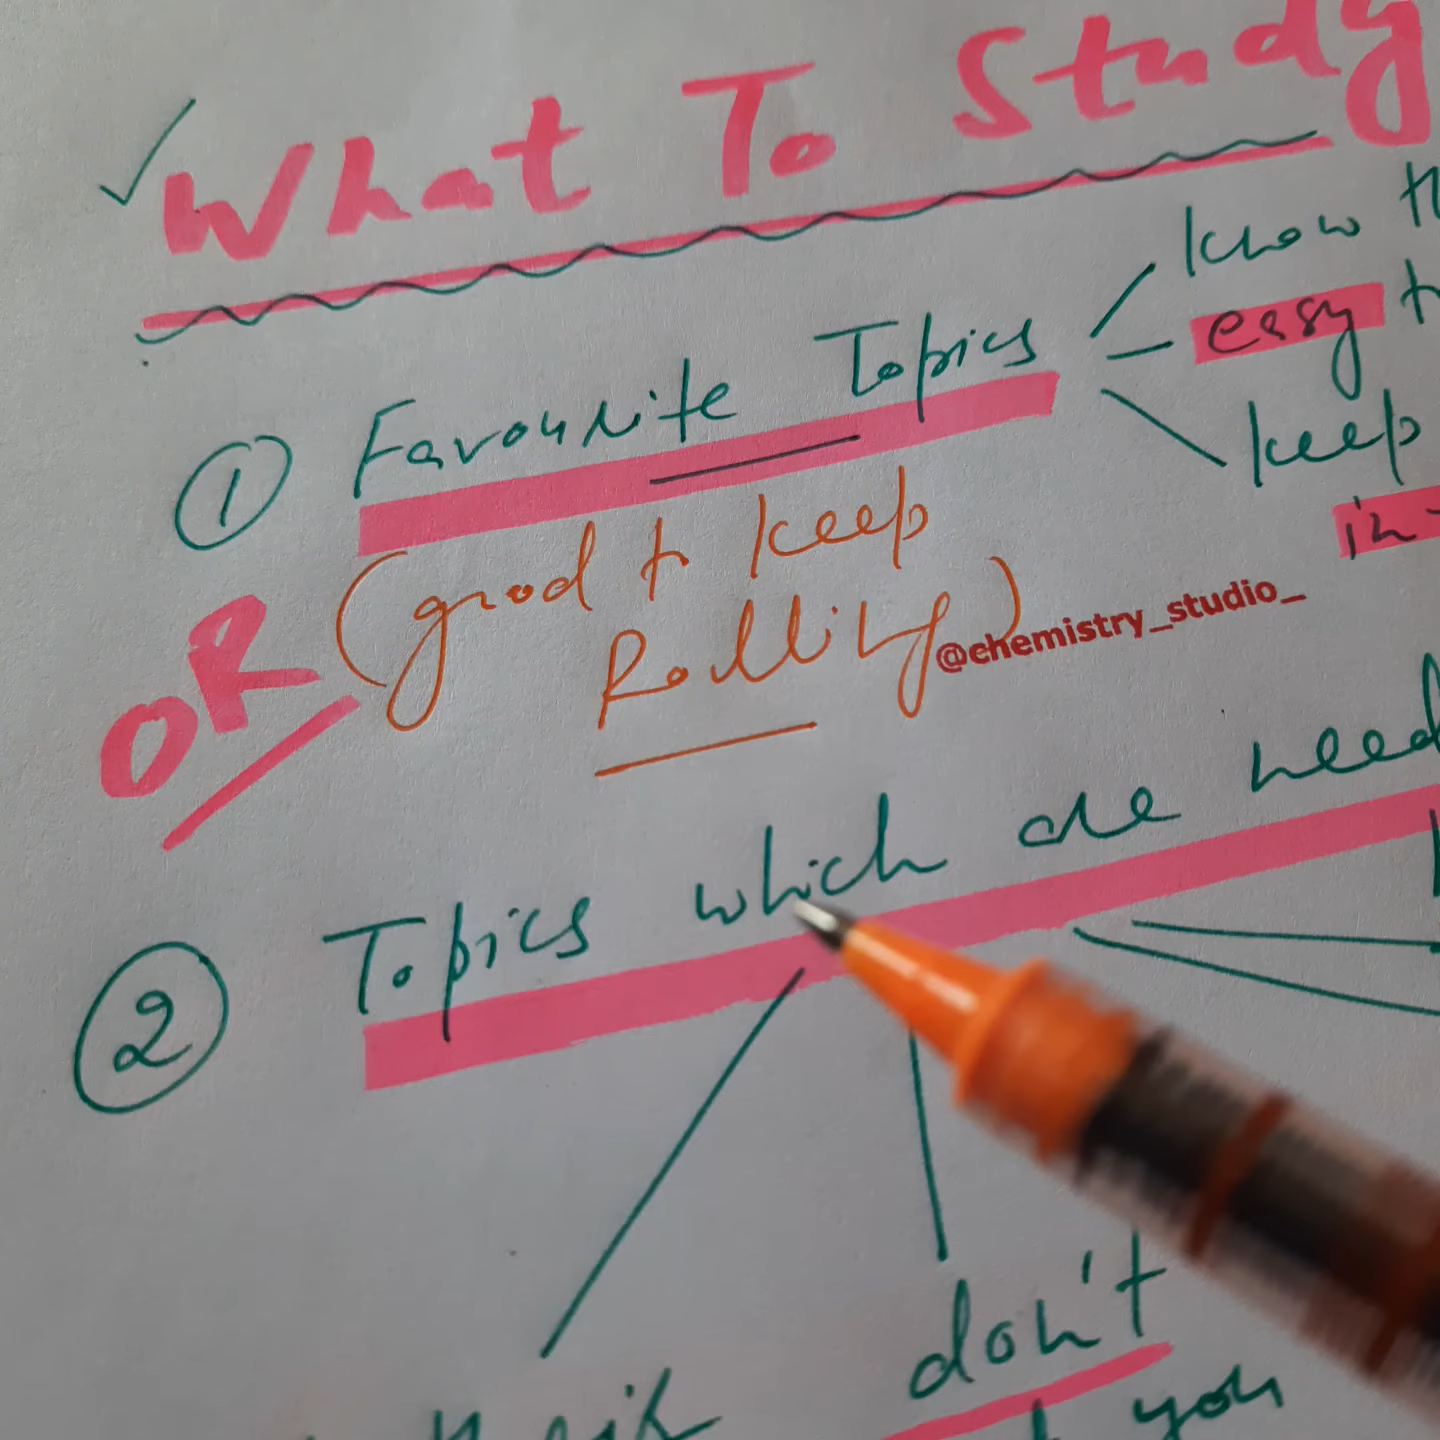 What To Study
① Favourite Topics
know th
easy t
keep
in-
(good to keep
Rolling)
@chemistry_studio_
OR
② Topics which are need
don't
you